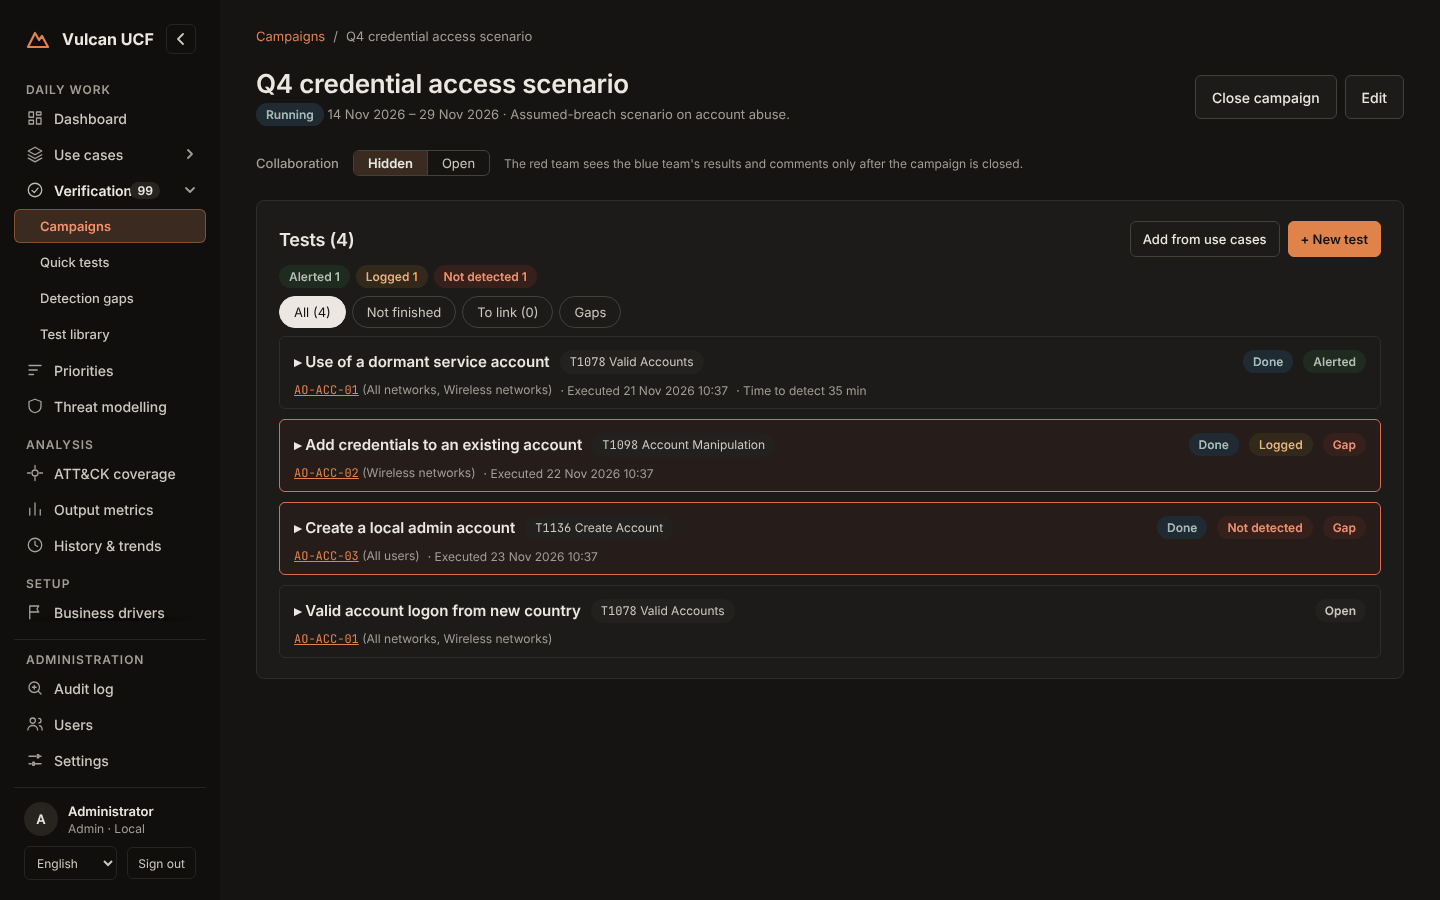 Vulcan UCF
DAILY WORK
Dashboard
Use cases
Verification 99
Campaigns
Quick tests
Detection gaps
Test library
Priorities
Threat modelling
ANALYSIS
ATT&CK coverage
Output metrics
History & trends
SETUP
Business drivers
ADMINISTRATION
Audit log
Users
Settings
A
Administrator
Admin · Local
English
Sign out
Campaigns / Q4 credential access scenario
Q4 credential access scenario
Close campaign
Edit
Running 14 Nov 2026 – 29 Nov 2026 · Assumed-breach scenario on account abuse.
Collaboration Hidden Open The red team sees the blue team's results and comments only after the campaign is closed.
Tests (4)
Add from use cases
+ New test
Alerted 1 Logged 1 Not detected 1
All (4) Not finished To link (0) Gaps
▸ Use of a dormant service account T1078 Valid Accounts Done Alerted
AO-ACC-01 (All networks, Wireless networks) · Executed 21 Nov 2026 10:37 · Time to detect 35 min
▸ Add credentials to an existing account T1098 Account Manipulation Done Logged Gap
AO-ACC-02 (Wireless networks) · Executed 22 Nov 2026 10:37
▸ Create a local admin account T1136 Create Account Done Not detected Gap
AO-ACC-03 (All users) · Executed 23 Nov 2026 10:37
▸ Valid account logon from new country T1078 Valid Accounts Open
AO-ACC-01 (All networks, Wireless networks)